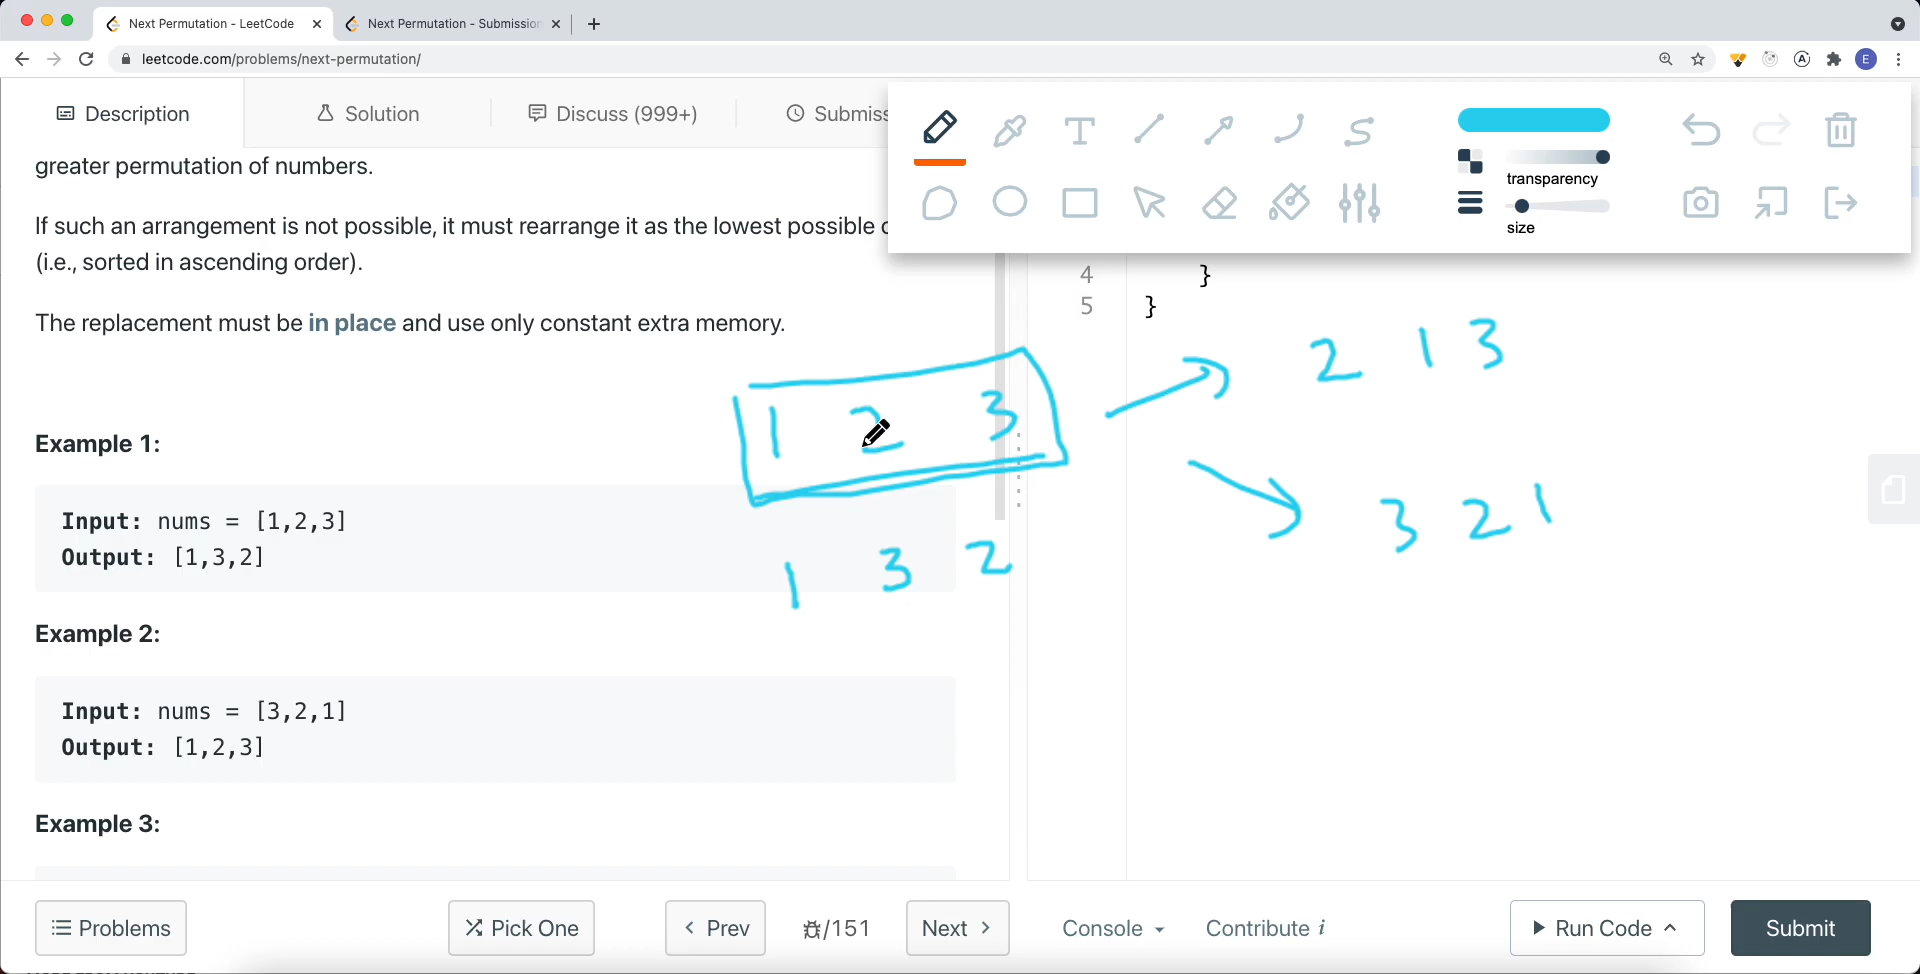 Next Permutation - LeetCode
Next Permutation - Submission
leetcode.com/problems/next-permutation/
E
Description
Solution
Discuss (999+)
Submiss
T
transparency
size
greater permutation of numbers.
If such an arrangement is not possible, it must rearrange it as the lowest possible o
(i.e., sorted in ascending order).
The replacement must be in place and use only constant extra memory.
4 }
5 }
2 1 3
1 2 3
3 2 1
1 3 2
Example 1:
Input: nums = [1,2,3]
Output: [1,3,2]
Example 2:
Input: nums = [3,2,1]
Output: [1,2,3]
Example 3:
Problems
Pick One
Prev
/151
Next
Console
Contribute i
Run Code
Submit